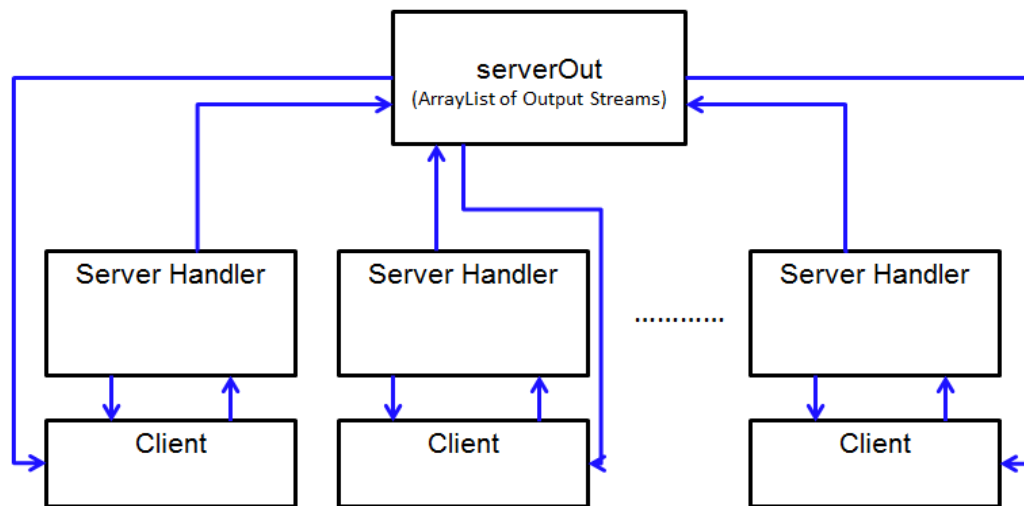 serverOut
(ArrayList of Output Streams)
Server Handler
Server Handler
............
Server Handler
Client
Client
Client